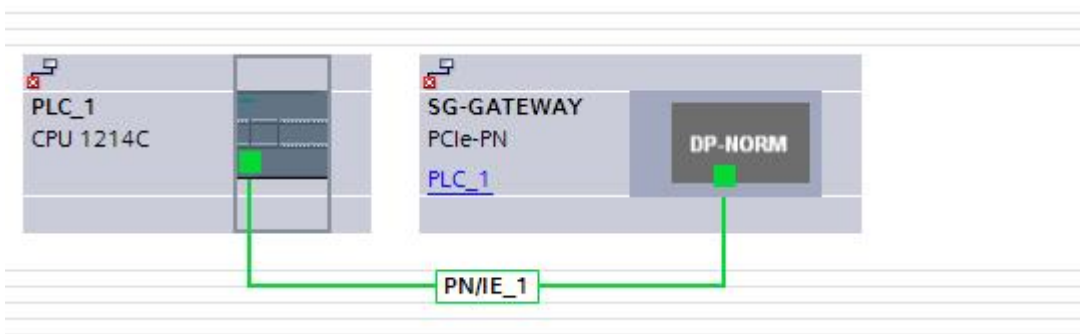 PLC_1
CPU 1214C
SG-GATEWAY
PCIe-PN
PLC_1
DP-NORM
PN/IE_1